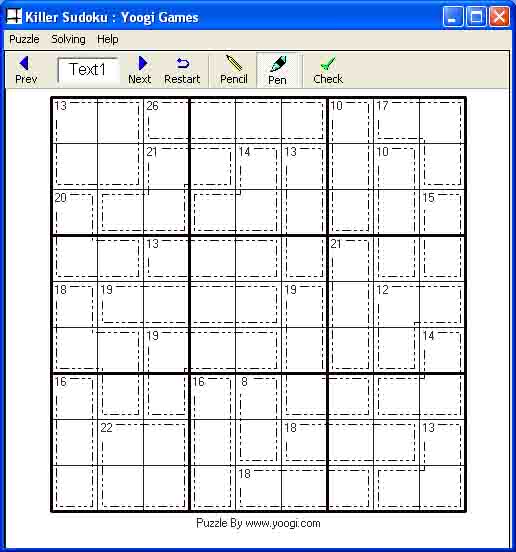 Killer Sudoku : Yoogi Games
Puzzle Solving Help
Prev Text1 Next Restart Pencil Pen Check
13 26 10 17
21 14 13 10
20 15
13 21
18 19 19 12
19 14
16 16 8
22 18 13
18
Puzzle By www.yoogi.com